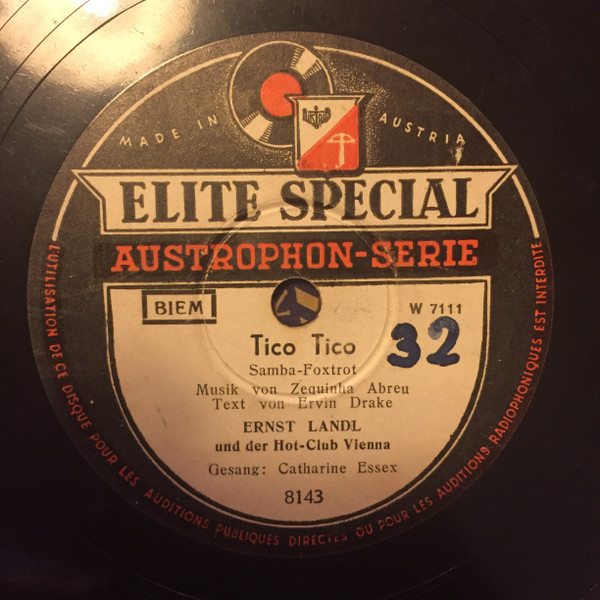 MADE IN AUSTRIA
ELITE SPECIAL
AUSTROPHON-SERIE
BIEM
W 7111
32
Tico Tico
Samba-Foxtrot
Musik von Zequinha Abreu
Text von Ervin Drake
ERNST LANDL
und der Hot-Club Vienna
Gesang: Catharine Essex
8143
L'UTILISATION DE CE DISQUE POUR LES AUDITIONS PUBLIQUES DIRECTES OU POUR LES AUDITIONS RADIOPHONIQUES EST INTERDITE